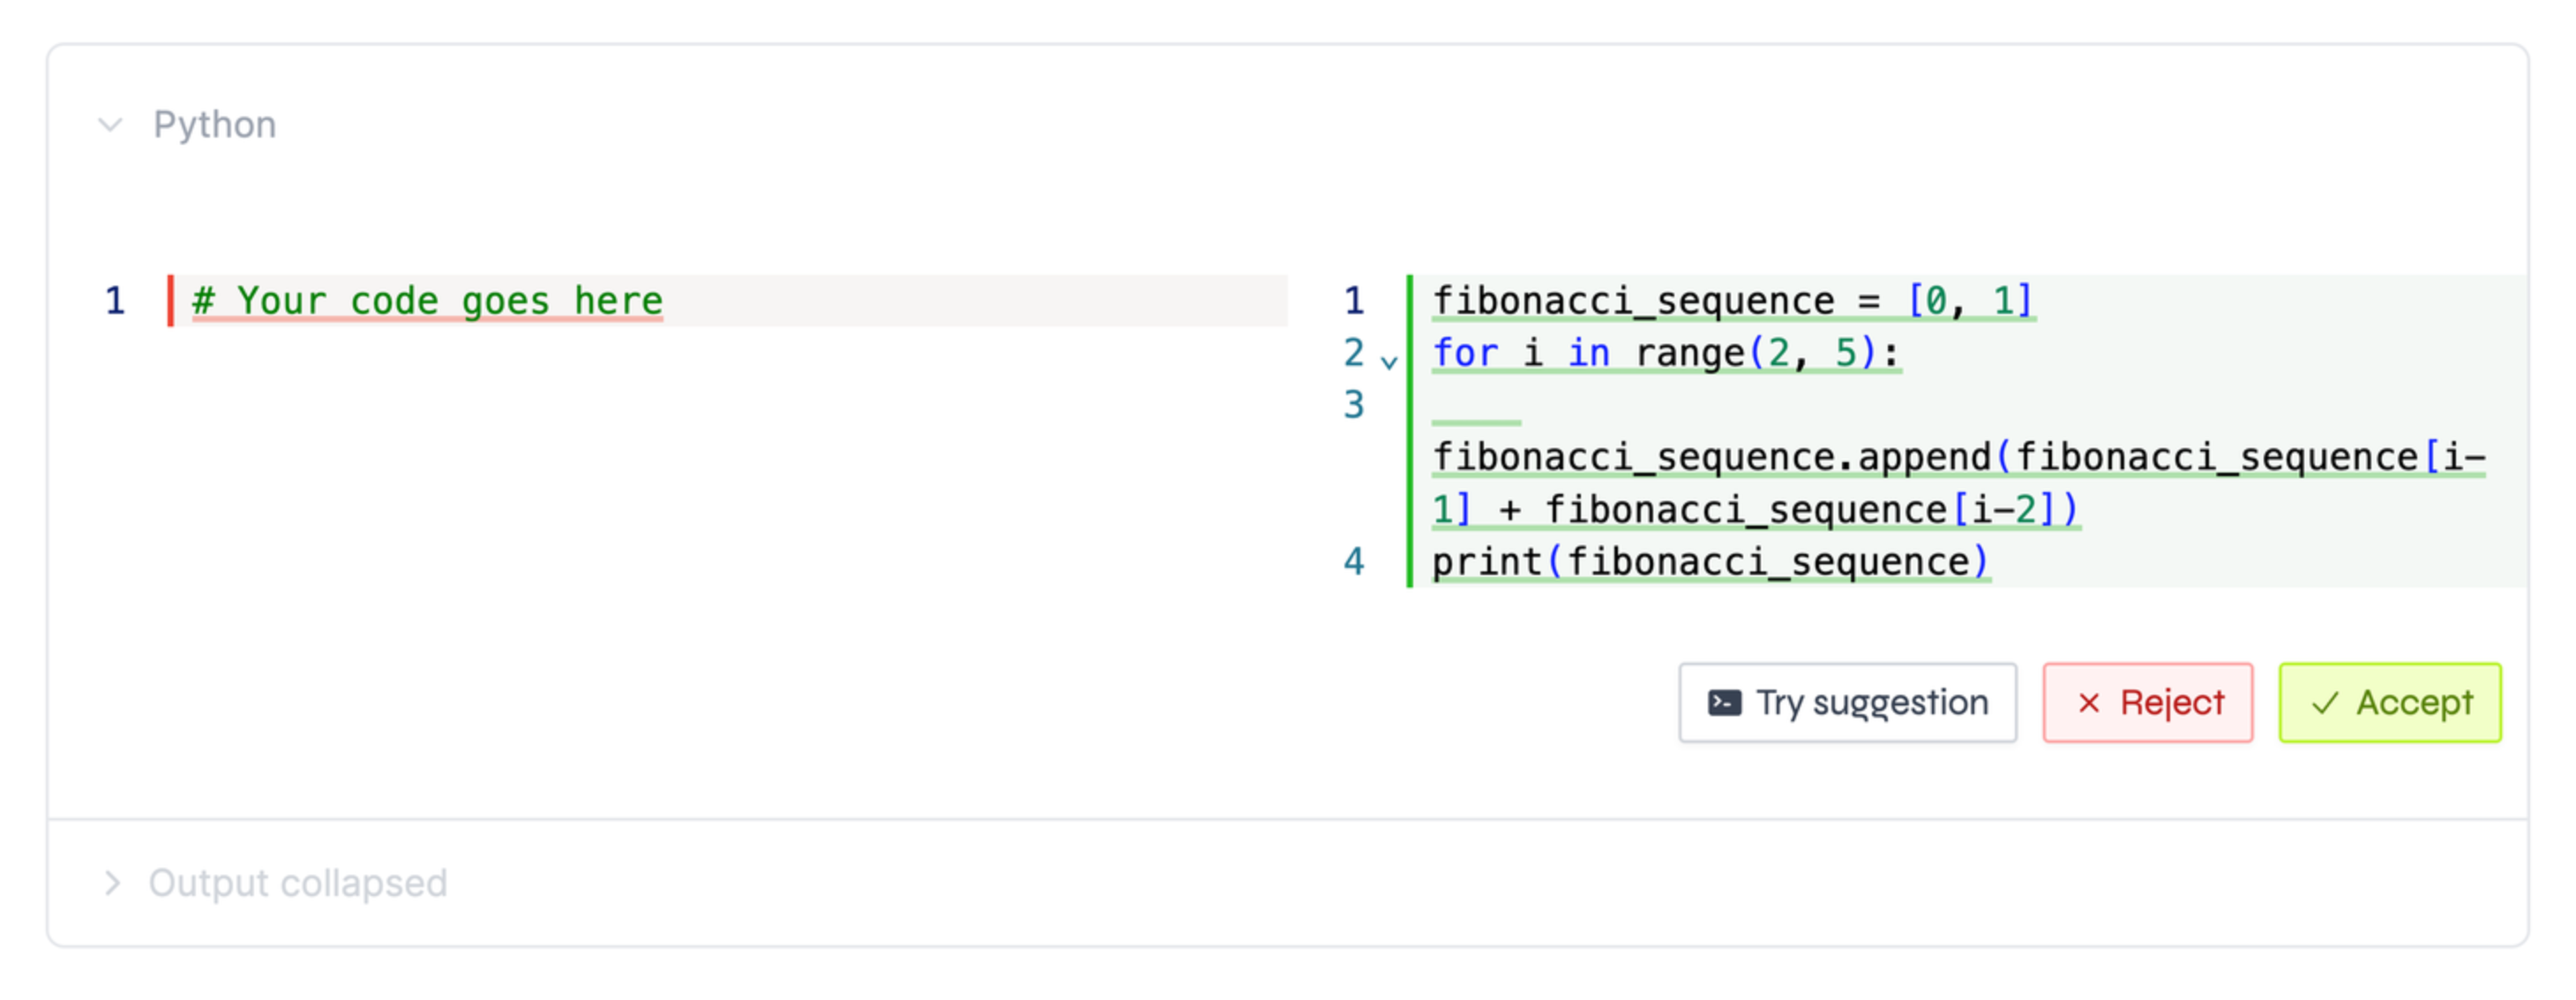 Python
1 # Your code goes here
1 fibonacci_sequence = [0, 1]
2 for i in range(2, 5):
3
fibonacci_sequence.append(fibonacci_sequence[i-
1] + fibonacci_sequence[i-2])
4 print(fibonacci_sequence)
Try suggestion
Reject
Accept
Output collapsed